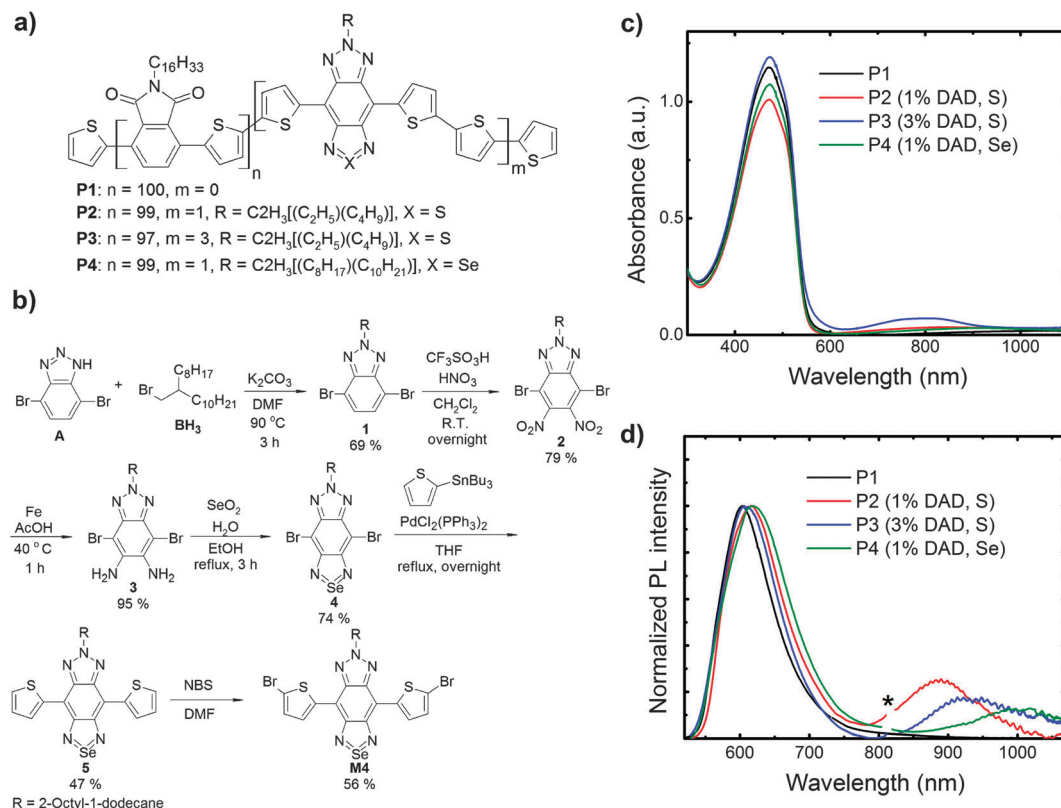 a)
R
C16H33
N
N
N
N
O
O
S
S
S
S
S
S
N
N
X
n
m
P1: n = 100, m = 0
P2: n = 99, m =1, R = C2H3[(C2H5)(C4H9)], X = S
P3: n = 97, m = 3, R = C2H3[(C2H5)(C4H9)], X = S
P4: n = 99, m = 1, R = C2H3[(C8H17)(C10H21)], X = Se
b)
N
N
NH
Br
Br
A
+
C8H17
Br
C10H21
BH3
K2CO3
DMF
90 °C
3 h
R
N
N
N
Br
Br
1
69 %
CF3SO3H
HNO3
CH2Cl2
R.T.
overnight
R
N
N
N
Br
Br
NO2
NO2
2
79 %
Fe
AcOH
40 °C
1 h
R
N
N
N
Br
Br
H2N
NH2
3
95 %
SeO2
H2O
EtOH
reflux, 3 h
R
N
N
N
Br
Br
N
N
Se
4
74 %
S
SnBu3
PdCl2(PPh3)2
THF
reflux, overnight
R
N
N
N
S
S
N
N
Se
5
47 %
NBS
DMF
R
N
N
N
Br
S
S
Br
N
N
Se
M4
56 %
R = 2-Octyl-1-dodecane
c)
Absorbance (a.u.)
1.0
0.5
0.0
P1
P2 (1% DAD, S)
P3 (3% DAD, S)
P4 (1% DAD, Se)
400
600
800
1000
Wavelength (nm)
d)
Normalized PL intensity
P1
P2 (1% DAD, S)
P3 (3% DAD, S)
P4 (1% DAD, Se)
*
600
700
800
900
1000
Wavelength (nm)